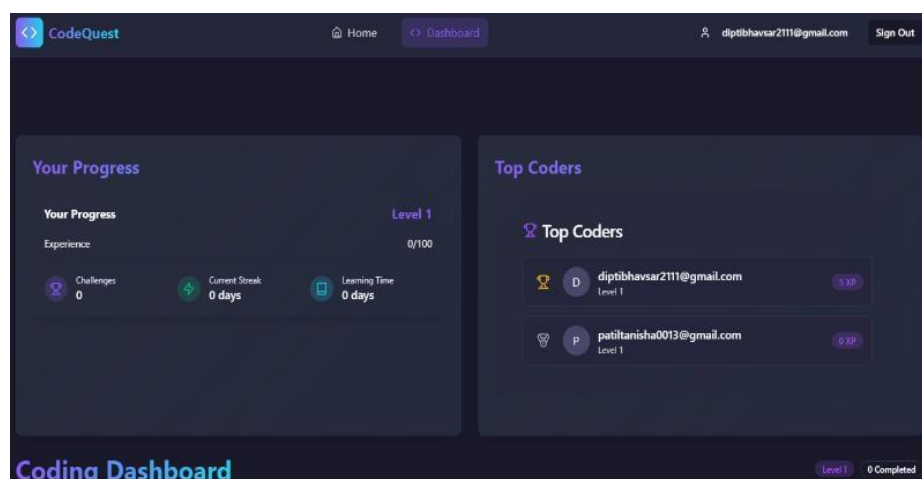 CodeQuest
Home
<> Dashboard
diptibhavsar2111@gmail.com
Sign Out
Your Progress
Your Progress
Level 1
Experience
0/100
Challenges
0
Current Streak
0 days
Learning Time
0 days
Top Coders
Top Coders
D
diptibhavsar2111@gmail.com
Level 1
5 XP
P
patiltanisha0013@gmail.com
Level 1
0 XP
Coding Dashboard
Level 1
0 Completed